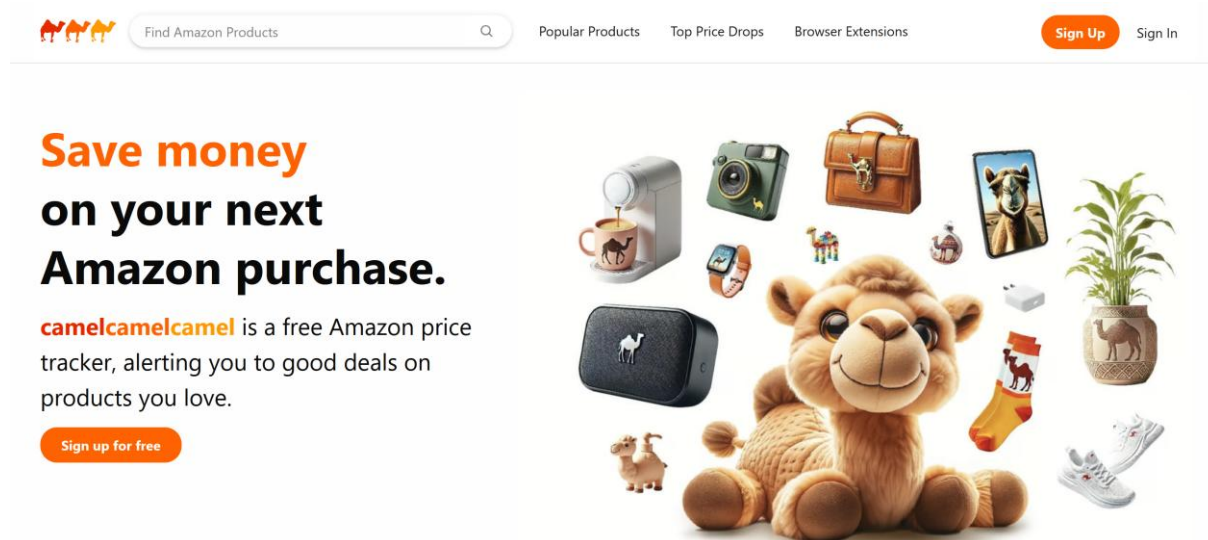 Find Amazon Products
Popular Products
Top Price Drops
Browser Extensions
Sign Up
Sign In
Save money
on your next
Amazon purchase.
camelcamelcamel is a free Amazon price
tracker, alerting you to good deals on
products you love.
Sign up for free